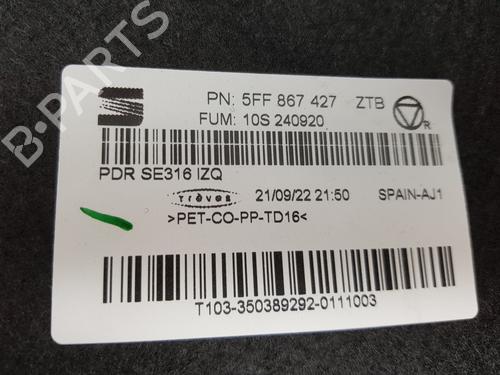 PN: 5FF 867 427 ZTB
R
FUM: 10S 240920
PDR SE316 IZQ
Trèves 21/09/22 21:50 SPAIN-AJ1
>PET-CO-PP-TD16<
T103-350389292-0111003
B-PARTS